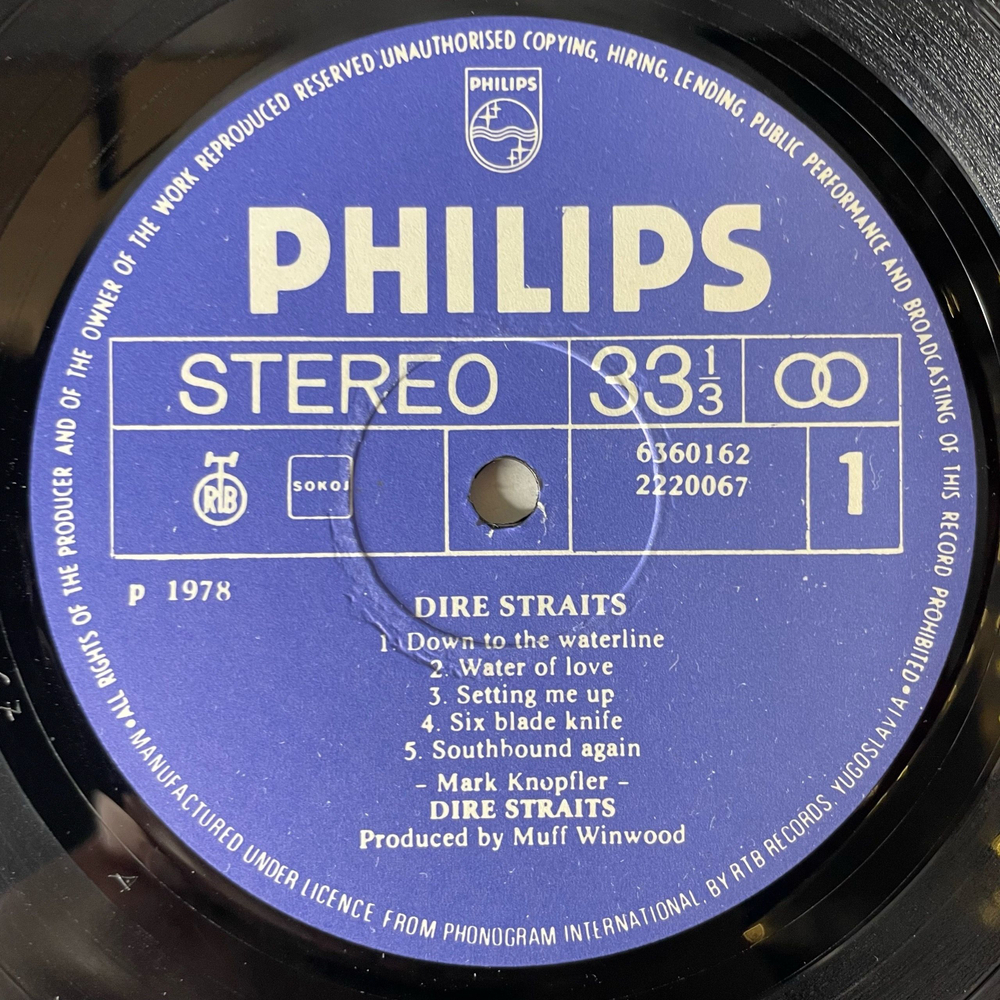 •ALL RIGHTS OF THE PRODUCER AND OF THE OWNER OF THE WORK REPRODUCED RESERVED.UNAUTHORISED COPYING, HIRING, LENDING, PUBLIC PERFORMANCE AND BROADCASTING OF THIS RECORD PROHIBITED•
PHILIPS
PHILIPS
STEREO 33 1/3
RTB SOKOJ 6360162 1
2220067
P 1978
DIRE STRAITS
1. Down to the waterline
2. Water of love
3. Setting me up
4. Six blade knife
5. Southbound again
- Mark Knopfler -
DIRE STRAITS
Produced by Muff Winwood
MANUFACTURED UNDER LICENCE FROM PHONOGRAM INTERNATIONAL, BY RTB RECORDS YUGOSLAVIA